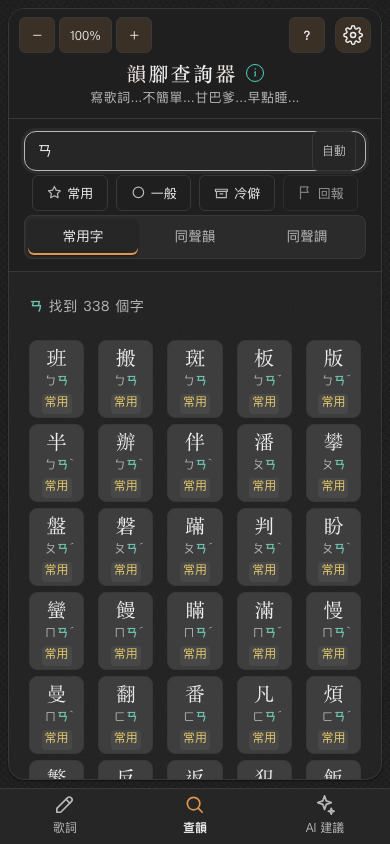 − 100% + ?
韻腳查詢器
寫歌詞...不簡單...甘巴爹...早點睡...
ㄢ 自動
常用 一般 冷僻 回報
常用字 同聲韻 同聲調
ㄢ 找到 338 個字
班 搬 斑 板 版
ㄅㄢ ㄅㄢ ㄅㄢ ㄅㄢˇ ㄅㄢˇ
常用 常用 常用 常用 常用
半 辦 伴 潘 攀
ㄅㄢˋ ㄅㄢˋ ㄅㄢˋ ㄆㄢ ㄆㄢ
常用 常用 常用 常用 常用
盤 磐 蹣 判 盼
ㄆㄢˊ ㄆㄢˊ ㄆㄢˊ ㄆㄢˋ ㄆㄢˋ
常用 常用 常用 常用 常用
蠻 饅 瞞 滿 慢
ㄇㄢˊ ㄇㄢˊ ㄇㄢˊ ㄇㄢˇ ㄇㄢˋ
常用 常用 常用 常用 常用
曼 翻 番 凡 煩
ㄇㄢˋ ㄈㄢ ㄈㄢ ㄈㄢˊ ㄈㄢˊ
常用 常用 常用 常用 常用
繁 反 返 犯 飯
歌詞 查韻 AI 建議